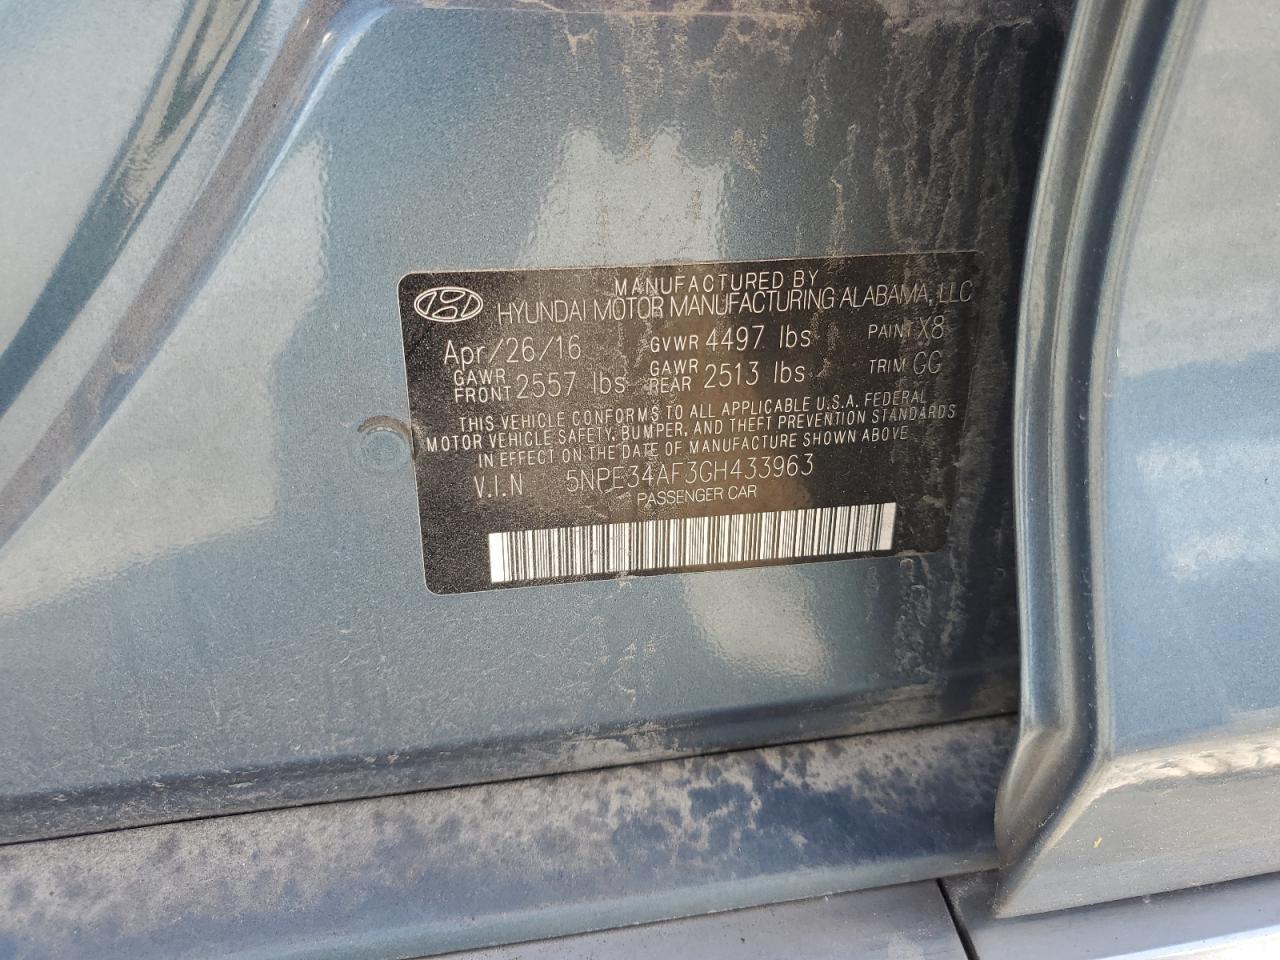 MANUFACTURED BY
HYUNDAI MOTOR MANUFACTURING ALABAMA, LLC
Apr/26/16 GVWR 4497 lbs PAINT X8
GAWR FRONT 2557 lbs GAWR REAR 2513 lbs TRIM GG
THIS VEHICLE CONFORMS TO ALL APPLICABLE U.S.A. FEDERAL
MOTOR VEHICLE SAFETY, BUMPER, AND THEFT PREVENTION STANDARDS
IN EFFECT ON THE DATE OF MANUFACTURE SHOWN ABOVE
V.I.N 5NPE34AF3GH433963
PASSENGER CAR